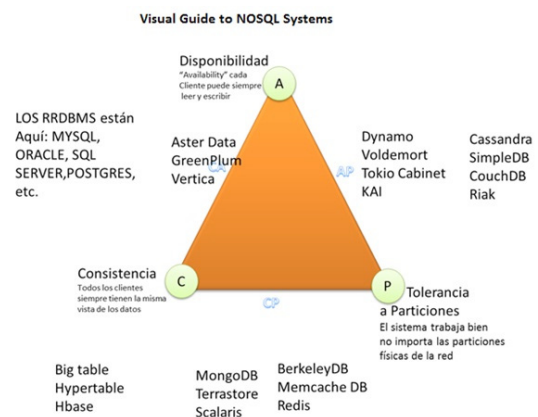 Visual Guide to NOSQL Systems
Disponibilidad
"Availability" cada
Cliente puede siempre
leer y escribir
A
LOS RRDBMS están
Aquí: MYSQL,
ORACLE, SQL
SERVER,POSTGRES,
etc.
Aster Data
GreenPlum
Vertica
CA
Dynamo
Voldemort
Tokio Cabinet
KAI
AP
Cassandra
SimpleDB
CouchDB
Riak
Consistencia
Todos los clientes
siempre tienen la misma
vista de los datos
C
CP
P
Tolerancia
a Particiones
El sistema trabaja bien
no importa las particiones
físicas de la red
Big table
Hypertable
Hbase
MongoDB
Terrastore
Scalaris
BerkeleyDB
Memcache DB
Redis